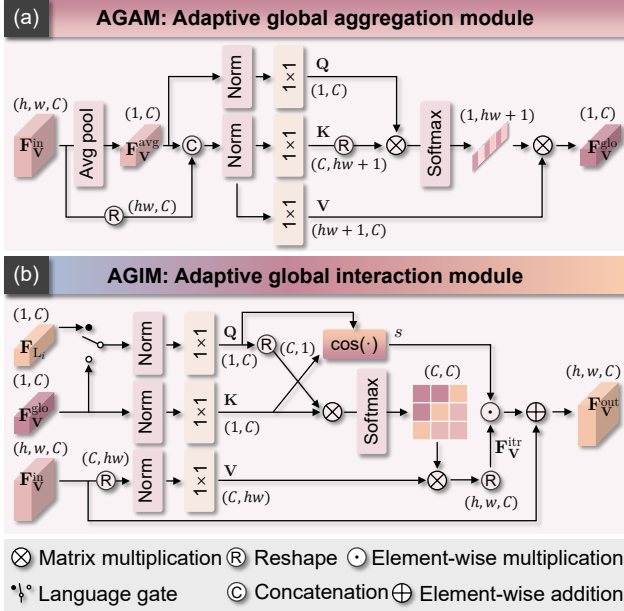 (a) AGAM: Adaptive global aggregation module
(h, w, C)
F_V^in
Avg pool
(1, C)
F_V^avg
C
R
(hw, C)
Norm
1×1
Q
(1, C)
Norm
1×1
K
R
(C, hw+1)
1×1
V
(hw+1, C)
Softmax
(1, hw+1)
(1, C)
F_V^glo
(b) AGIM: Adaptive global interaction module
(1, C)
F_{L_i}
Norm
1×1
Q
(1, C)
R
(C, 1)
cos(·)
s
(1, C)
F_V^glo
Norm
1×1
K
(1, C)
Softmax
(C, C)
(h, w, C)
F_V^in
R
(C, hw)
Norm
1×1
V
(C, hw)
R
F_V^itr
(h, w, C)
(h, w, C)
F_V^out
⊗ Matrix multiplication Ⓡ Reshape ⊙ Element-wise multiplication
Language gate Ⓒ Concatenation ⊕ Element-wise addition